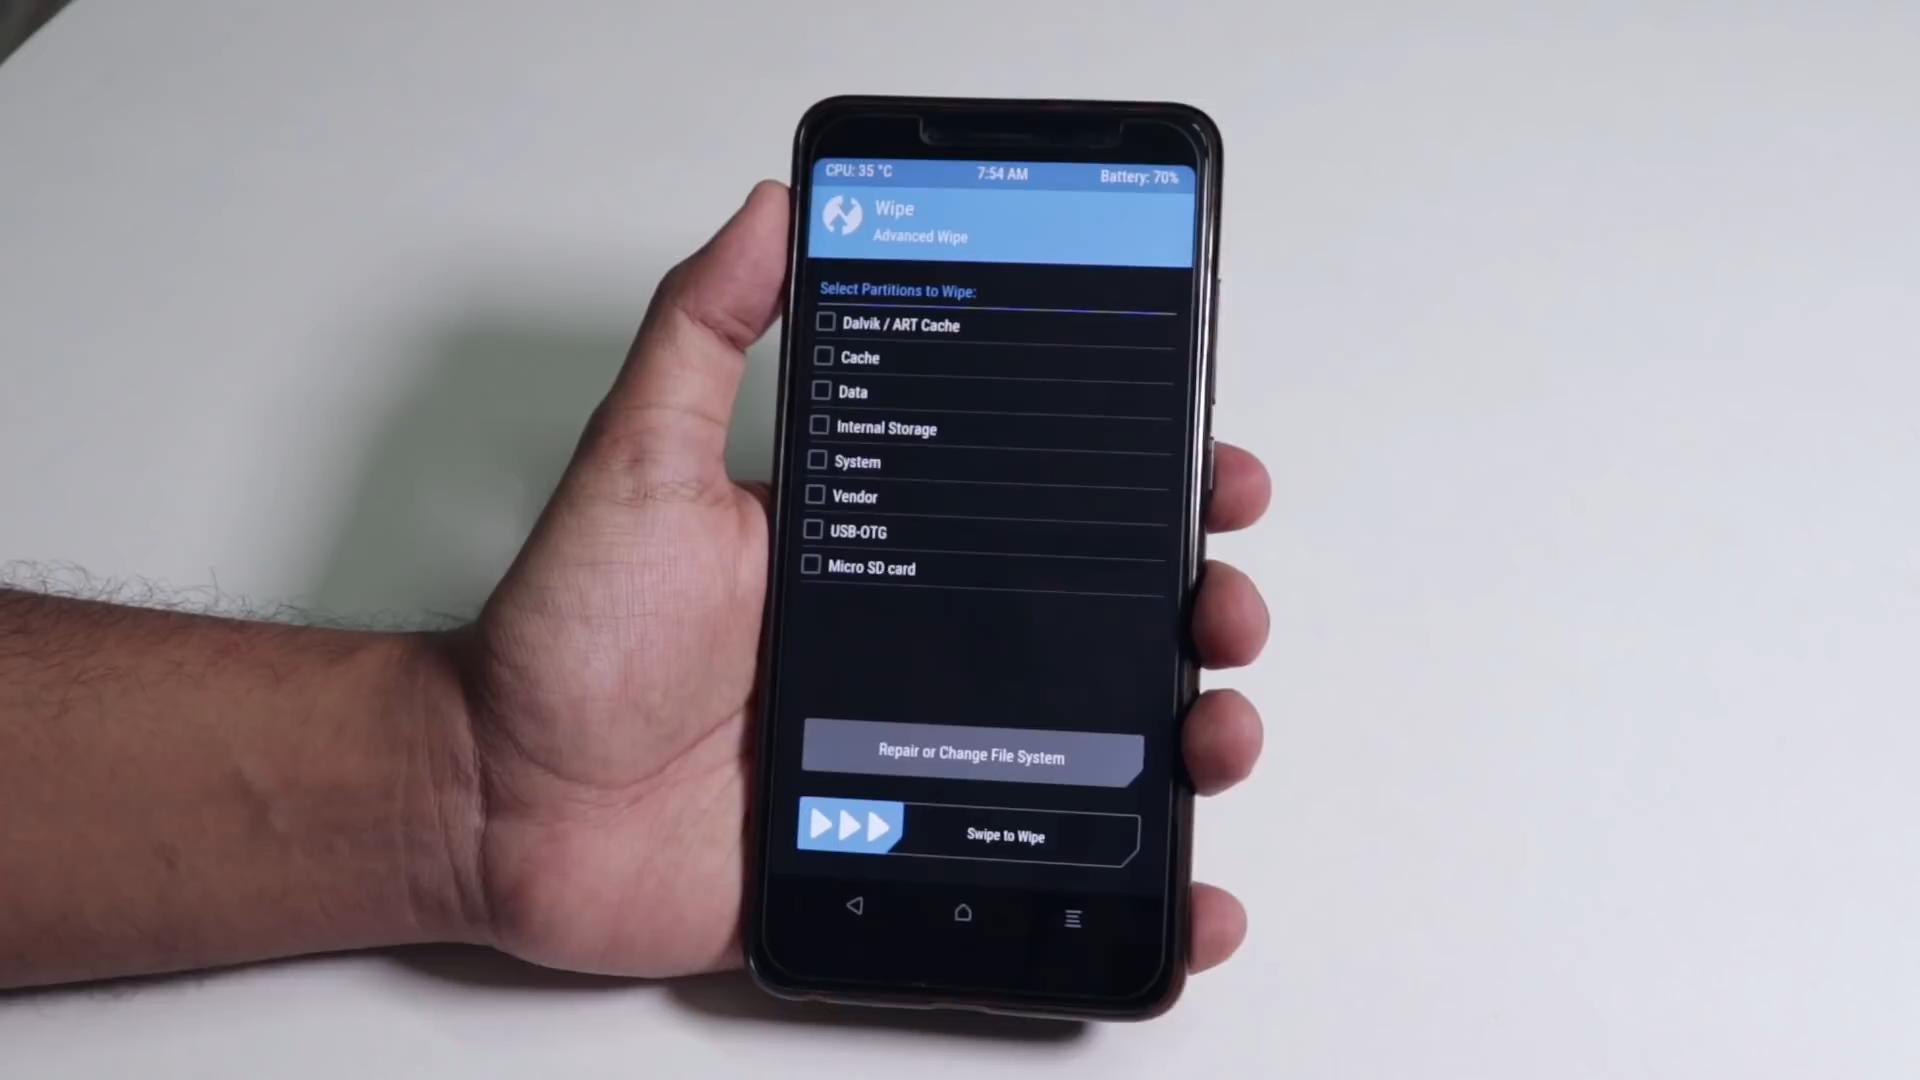 CPU: 35 °C 7:54 AM Battery: 70%
Wipe
Advanced Wipe
Select Partitions to Wipe:
Dalvik / ART Cache
Cache
Data
Internal Storage
System
Vendor
USB-OTG
Micro SD card
Repair or Change File System
Swipe to Wipe